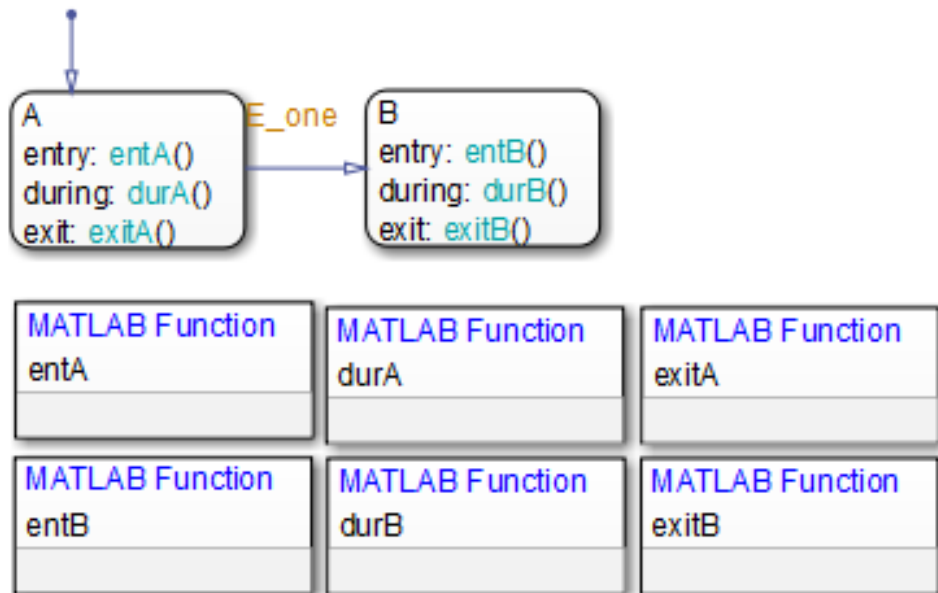 A
entry: entA()
during: durA()
exit: exitA()
E_one
B
entry: entB()
during: durB()
exit: exitB()
MATLAB Function
entA
MATLAB Function
durA
MATLAB Function
exitA
MATLAB Function
entB
MATLAB Function
durB
MATLAB Function
exitB